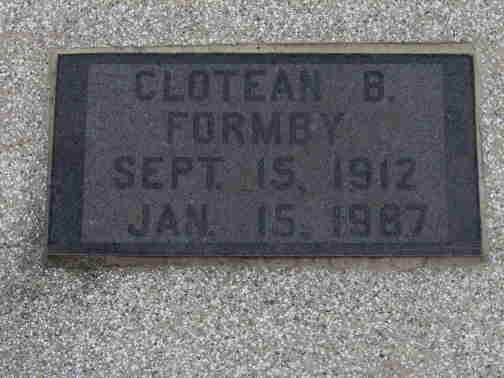 CLOTEAN B.
FORMBY
SEPT. 15, 1912
JAN. 15, 1987